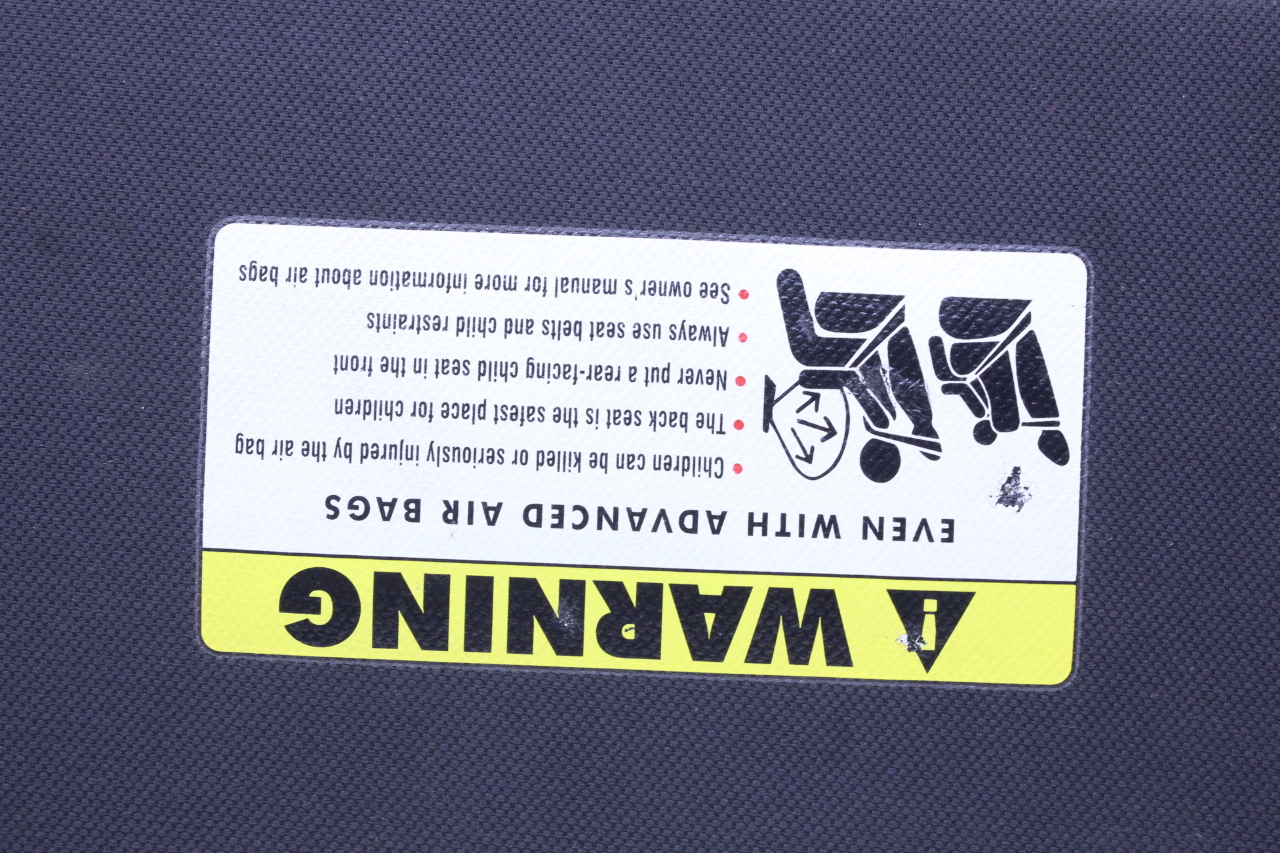 WARNING
EVEN WITH ADVANCED AIR BAGS
• Children can be killed or seriously injured by the air bag
• The back seat is the safest place for children
• Never put a rear-facing child seat in the front
• Always use seat belts and child restraints
• See owner's manual for more information about air bags